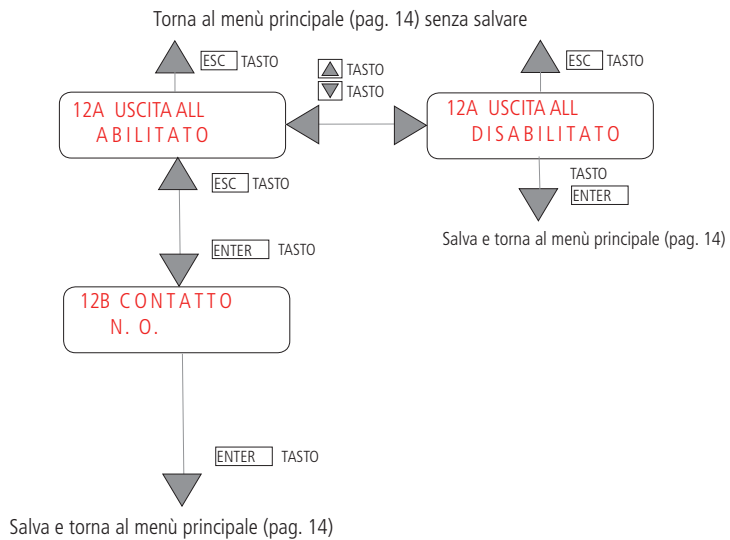 Torna al menù principale (pag. 14) senza salvare
ESC TASTO
TASTO
TASTO
ESC TASTO
12A USCITA ALL
ABILITATO
12A USCITA ALL
DISABILITATO
ESC TASTO
TASTO
ENTER
Salva e torna al menù principale (pag. 14)
ENTER TASTO
12B CONTATTO
N. O.
ENTER TASTO
Salva e torna al menù principale (pag. 14)